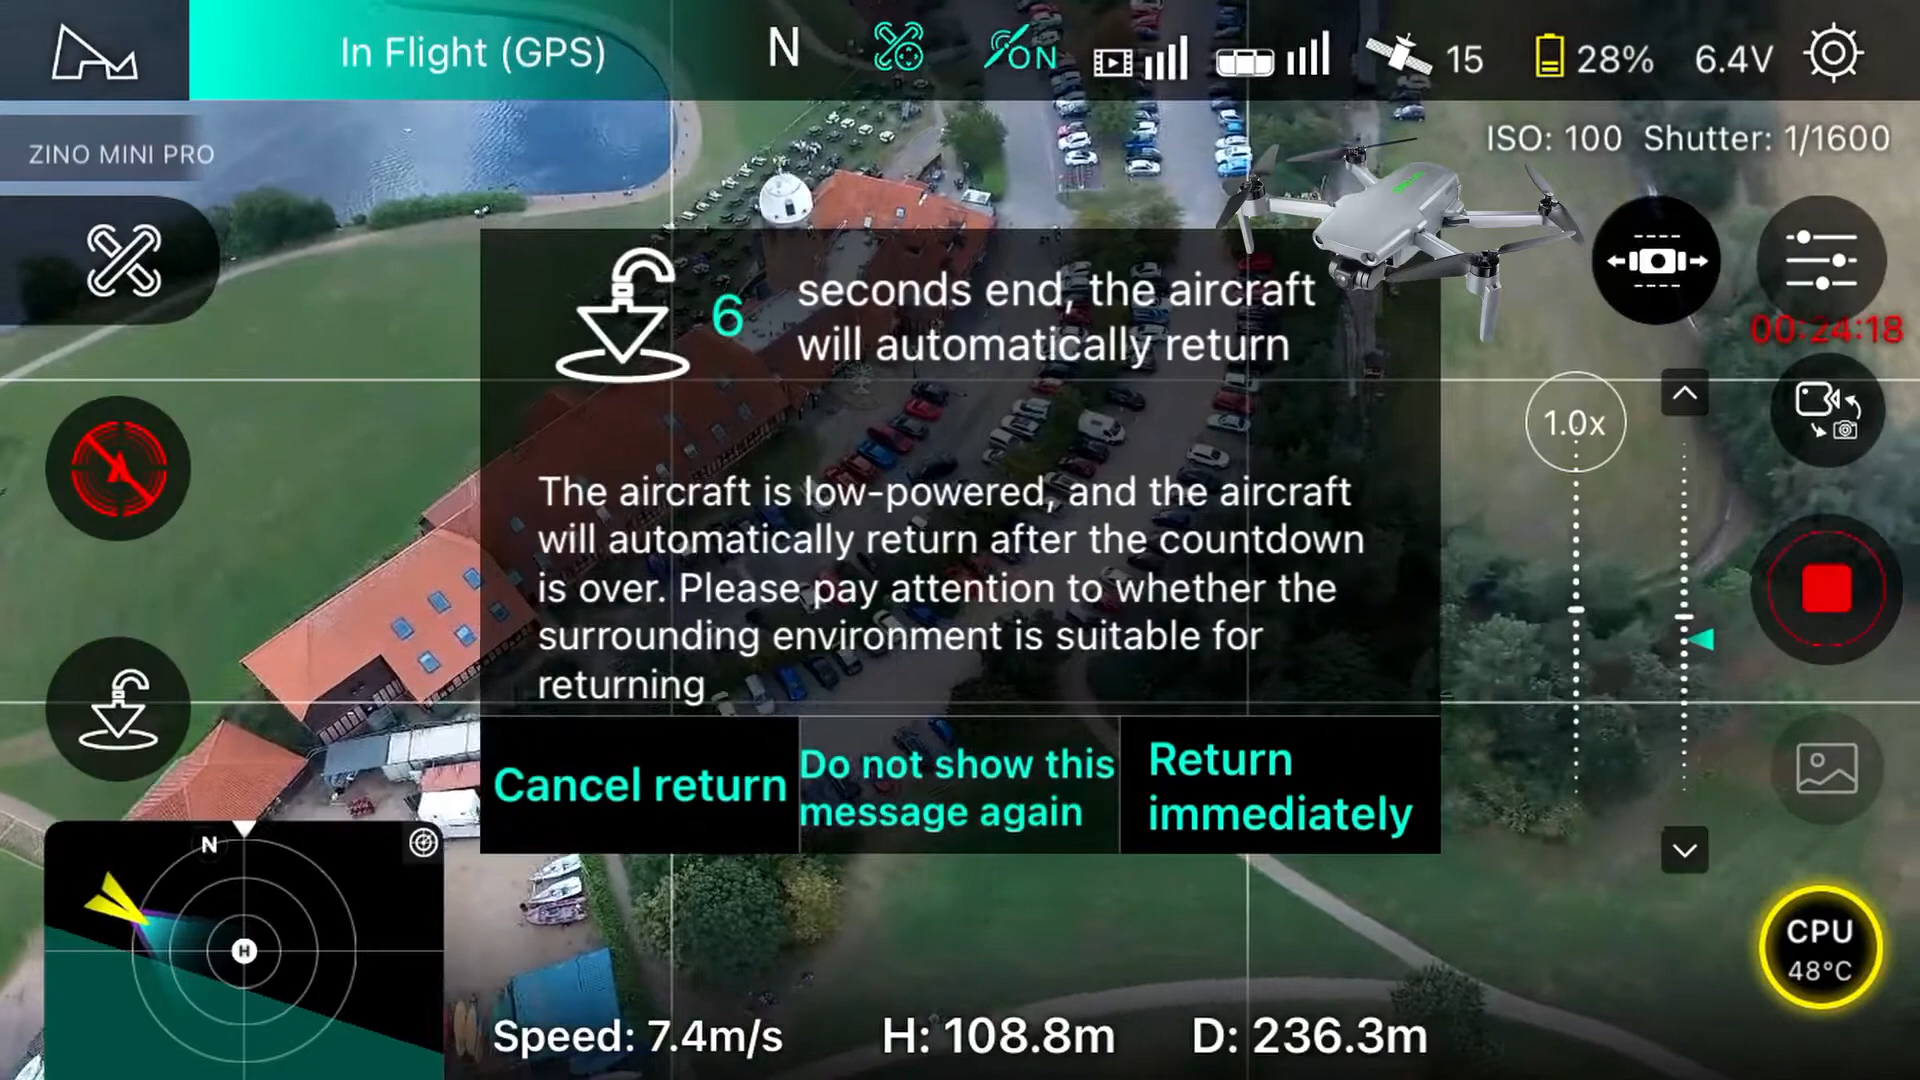 In Flight (GPS)
N
ON
15
28%
6.4V
ZINO MINI PRO
ISO: 100 Shutter: 1/1600
6
seconds end, the aircraft
will automatically return
00:24:18
1.0x
The aircraft is low-powered, and the aircraft
will automatically return after the countdown
is over. Please pay attention to whether the
surrounding environment is suitable for
returning
Cancel return
Do not show this
message again
Return
immediately
N
H
CPU
48°C
Speed: 7.4m/s
H: 108.8m
D: 236.3m